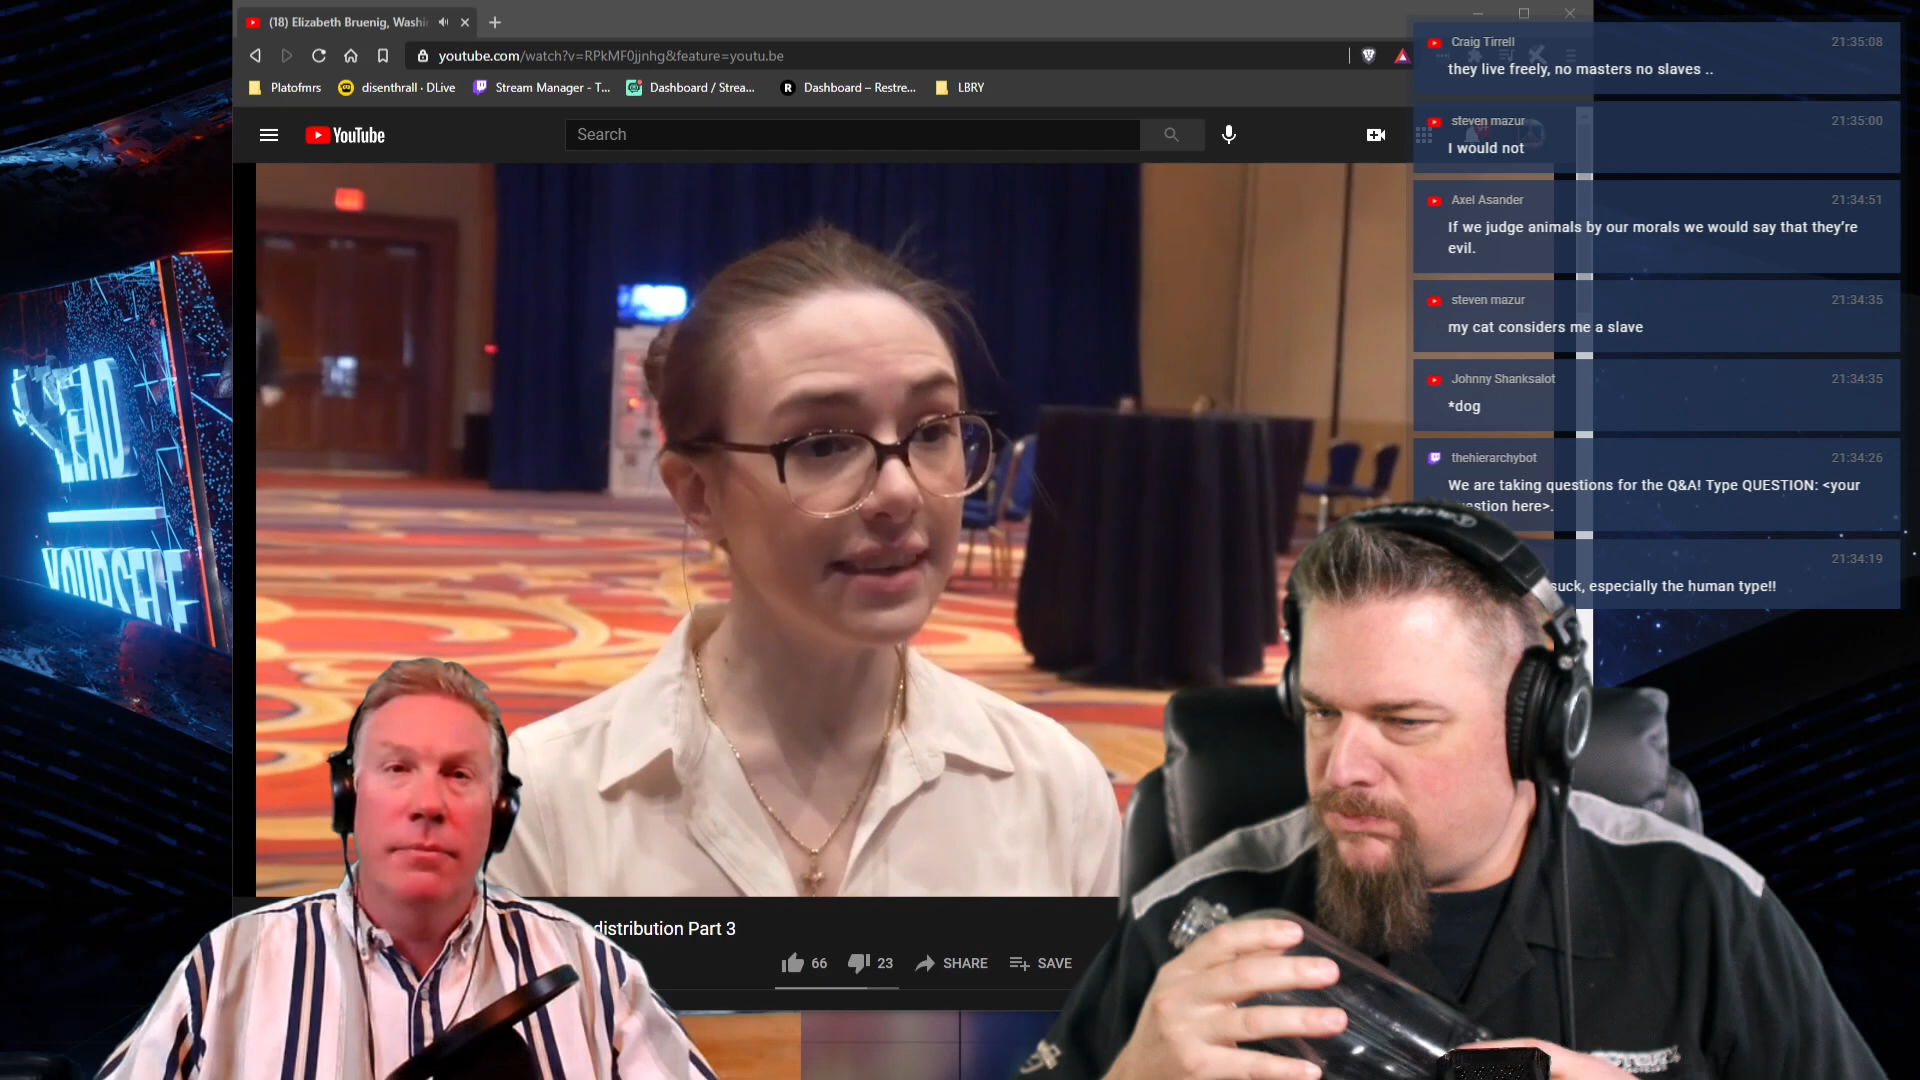 (18) Elizabeth Bruenig, Washin
youtube.com/watch?v=RPkMF0jjnhg&feature=youtu.be
Platofmrs
disenthrall · DLive
Stream Manager - T...
Dashboard / Strea...
Dashboard – Restre...
LBRY
YouTube
Search
distribution Part 3
66
23
SHARE
SAVE
Craig Tirrell
21:35:08
they live freely, no masters no slaves ..
steven mazur
21:35:00
I would not
Axel Asander
21:34:51
If we judge animals by our morals we would say that they're
evil.
steven mazur
21:34:35
my cat considers me a slave
Johnny Shanksalot
21:34:35
*dog
thehierarchybot
21:34:26
We are taking questions for the Q&A! Type QUESTION: <your
estion here>.
21:34:19
suck, especially the human type!!
LEAD
YOURSELF